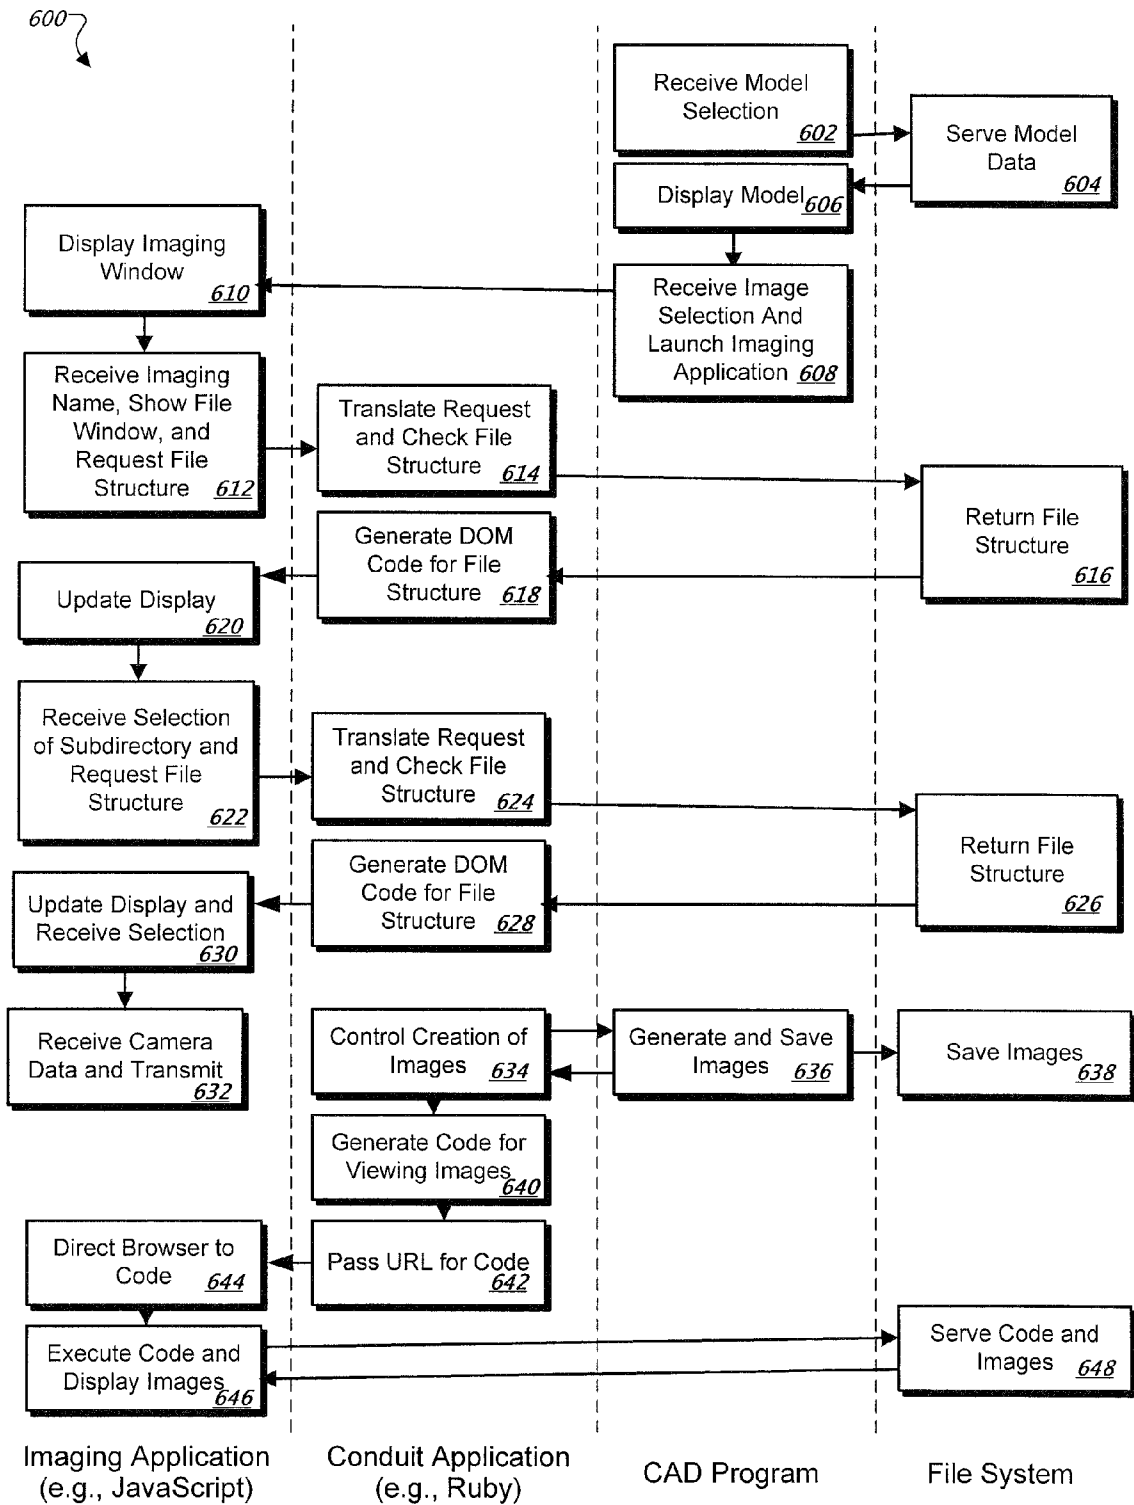 600
Receive Model
Selection
602
Serve Model
Data
604
Display Model
606
Display Imaging
Window
610
Receive Image
Selection And
Launch Imaging
Application 608
Receive Imaging
Name, Show File
Window, and
Request File
Structure 612
Translate Request
and Check File
Structure 614
Return File
Structure
616
Generate DOM
Code for File
Structure 618
Update Display
620
Receive Selection
of Subdirectory and
Request File
Structure 622
Translate Request
and Check File
Structure 624
Return File
Structure
626
Generate DOM
Code for File
Structure 628
Update Display and
Receive Selection
630
Receive Camera
Data and Transmit
632
Control Creation of
Images 634
Generate and Save
Images 636
Save Images 638
Generate Code for
Viewing Images
640
Pass URL for Code
642
Direct Browser to
Code 644
Execute Code and
Display Images
646
Serve Code and
Images 648
Imaging Application
(e.g., JavaScript)
Conduit Application
(e.g., Ruby)
CAD Program
File System